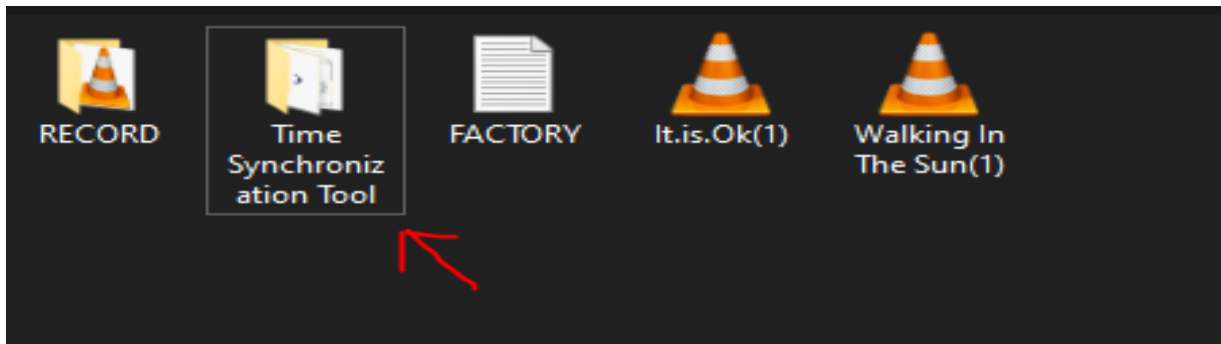 RECORD
Time
Synchroniz
ation Tool
FACTORY
It.is.Ok(1)
Walking In
The Sun(1)